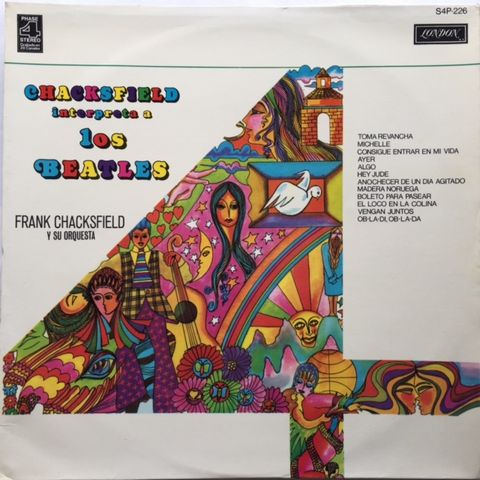 S4P-226
PHASE
4
STEREO
LONDON
CHACKSFIELD
interpreta a
los
BEATLES
FRANK CHACKSFIELD
Y SU ORQUESTA
TOMA REVANCHA
MICHELLE
CONSIGUE ENTRAR EN MI VIDA
AYER
ALGO
HEY JUDE
ANOCHECER DE UN DIA AGITADO
MADERA NORUEGA
BOLETO PARA PASEAR
EL LOCO EN LA COLINA
VENGAN JUNTOS
OB-LA-DI, OB-LA-DA